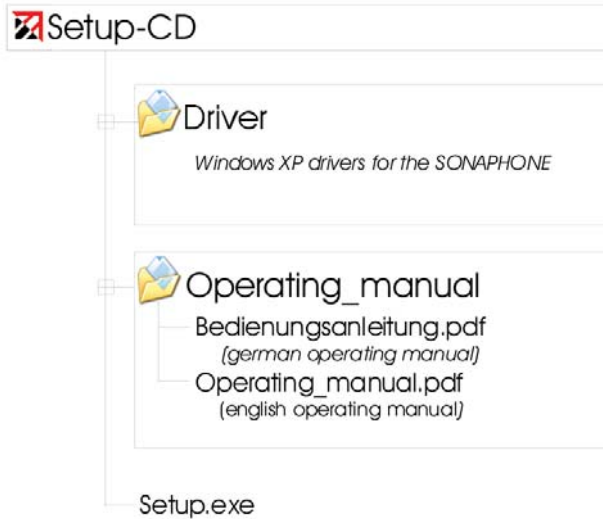 Setup-CD
Driver
Windows XP drivers for the SONAPHONE
Operating_manual
Bedienungsanleitung.pdf
(german operating manual)
Operating_manual.pdf
(english operating manual)
Setup.exe